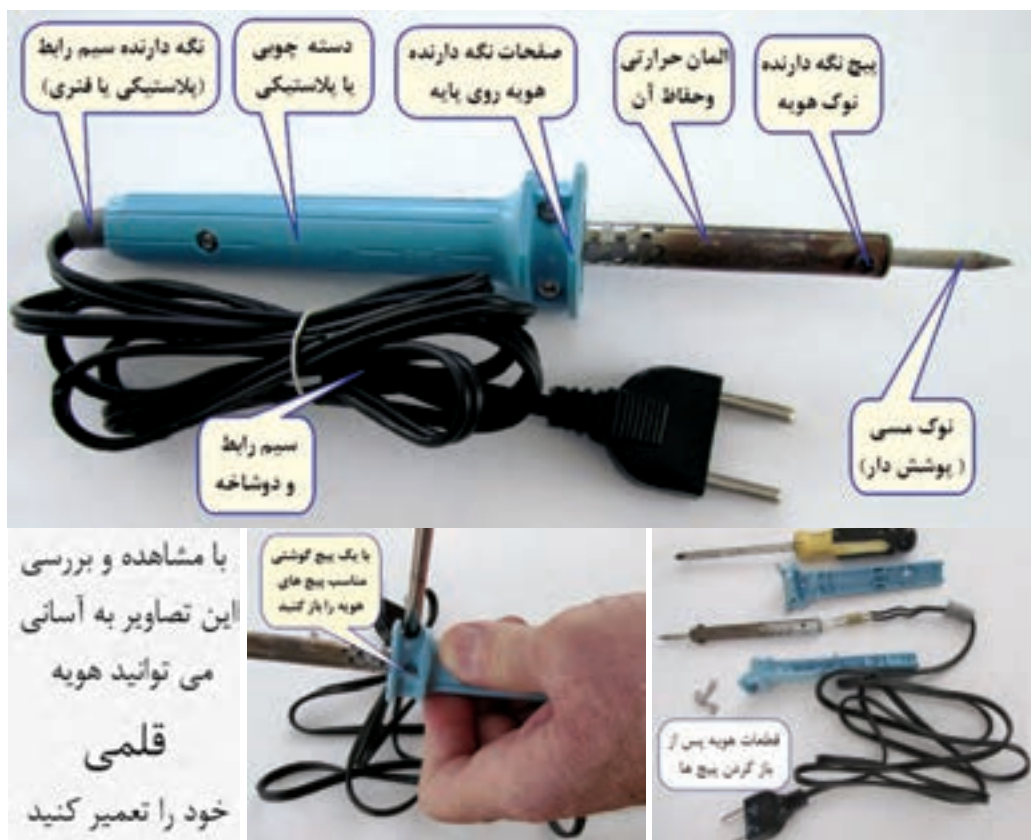 پیچ نگه دارنده
نوک هویه
المان حرارتی
وحفاظ آن
صفحات نگه دارنده
هویه روی پایه
دسته چوبی
یا پلاستیکی
نگه دارنده سیم رابط
(پلاستیکی یا فنری)
نوک مسی
( پوشش دار)
سیم رابط
و دوشاخه
قطعات هویه پس از
باز کردن پیچ ها
با یک پیچ گوشتی
مناسب پیچ های
هویه را باز کنید
با مشاهده و بررسی
این تصاویر به آسانی
می توانید هویه
قلمی
خود را تعمیر کنید